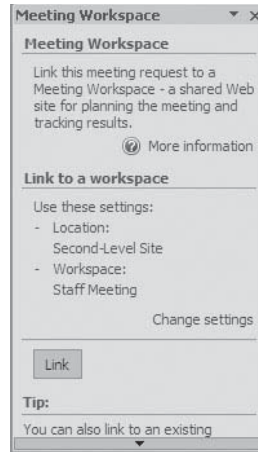 Meeting Workspace
Meeting Workspace
Link this meeting request to a
Meeting Workspace - a shared Web
site for planning the meeting and
tracking results.
More information
Link to a workspace
Use these settings:
- Location:
Second-Level Site
- Workspace:
Staff Meeting
Change settings
Link
Tip:
You can also link to an existing